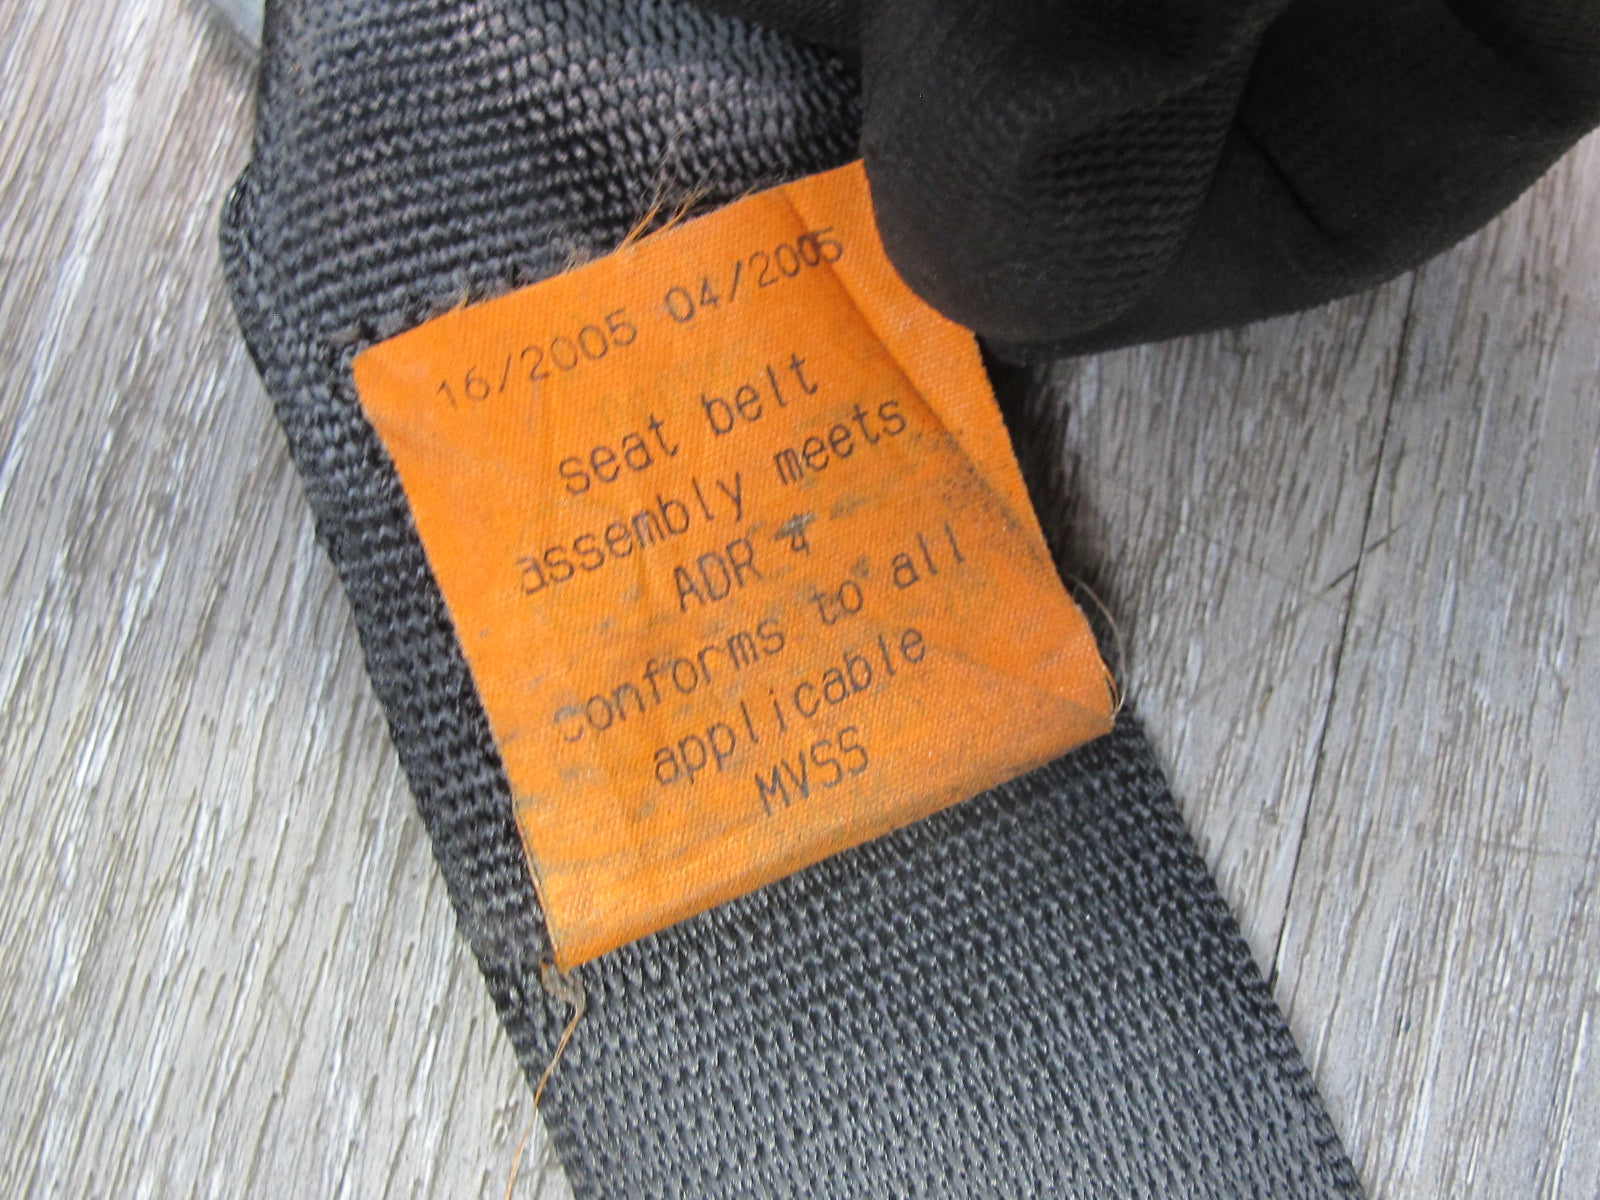 16/2005 04/2005
seat belt
assembly meets
ADR 4
conforms to all
applicable
MVSS